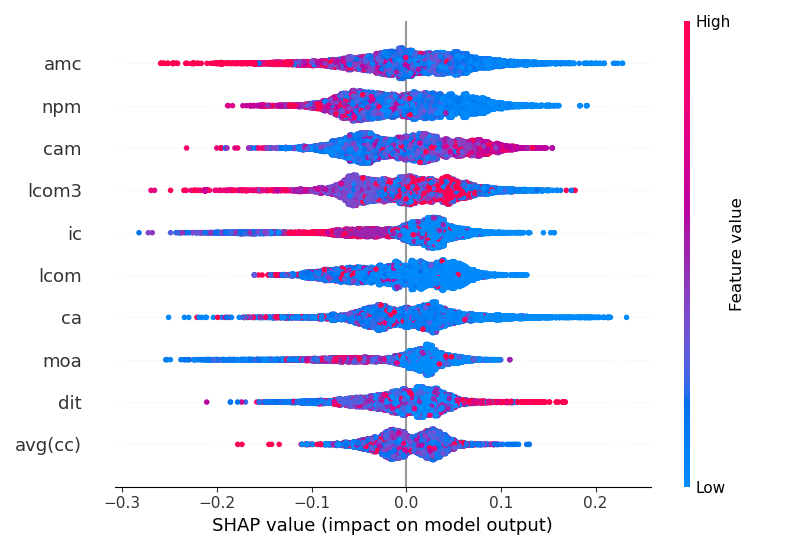 High
amc
npm
cam
lcom3
ic
lcom
ca
moa
dit
avg(cc)
Feature value
Low
−0.3 −0.2 −0.1 0.0 0.1 0.2
SHAP value (impact on model output)